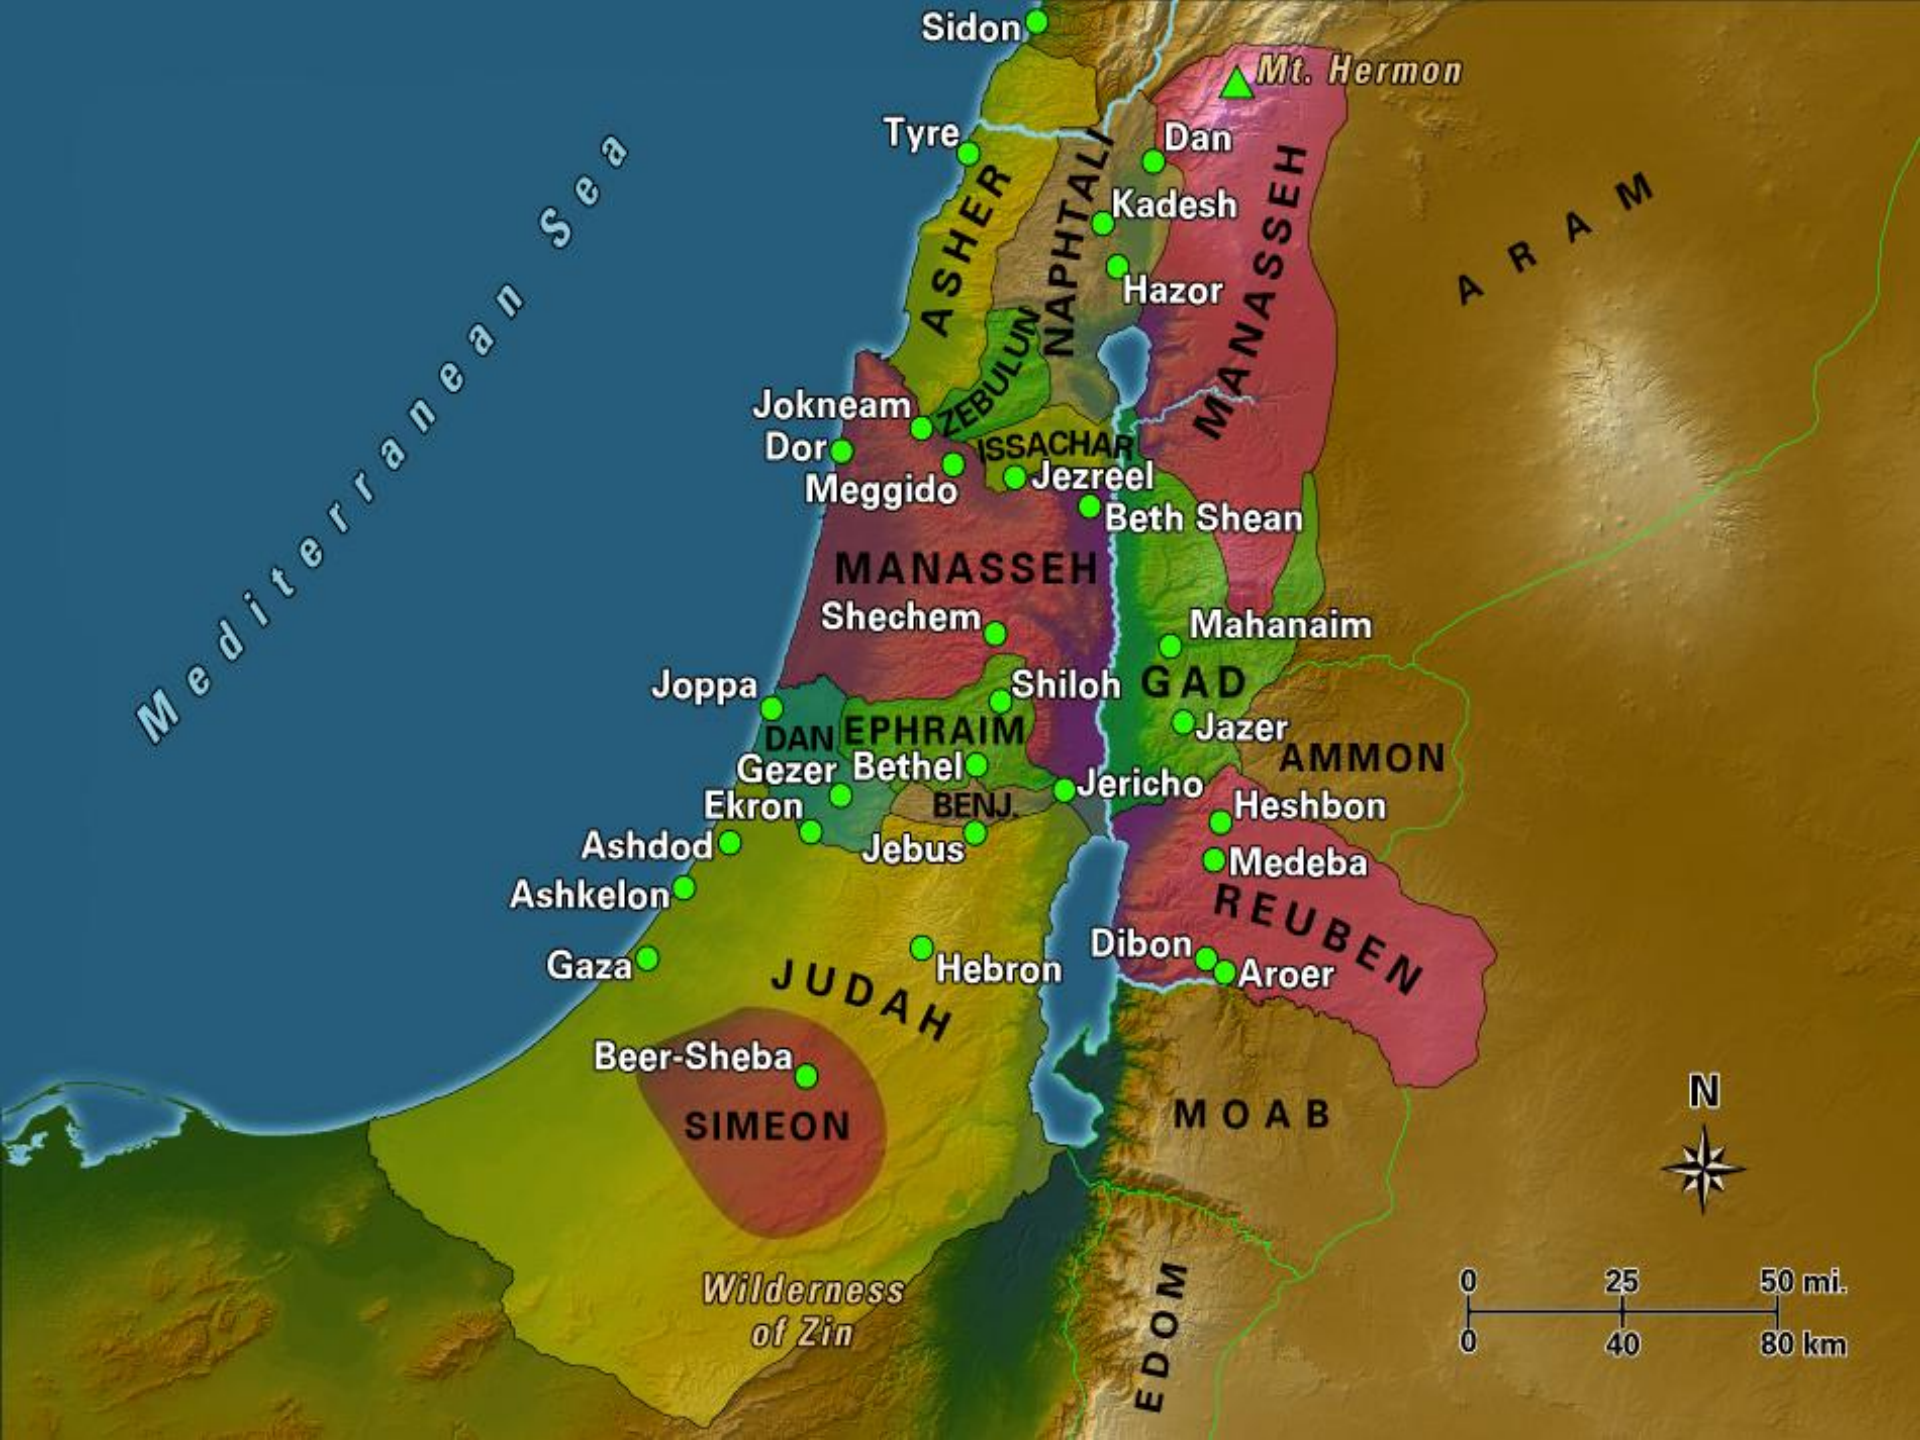 Sidon
Mt. Hermon
Tyre
Dan
Kadesh
Hazor
ASHER
NAPHTALI
MANASSEH
ARAM
Mediterranean Sea
ZEBULUN
Jokneam
Dor
ISSACHAR
Meggido
Jezreel
Beth Shean
MANASSEH
Shechem
Mahanaim
Joppa
Shiloh
GAD
DAN
EPHRAIM
Jazer
AMMON
Gezer
Bethel
Jericho
Ekron
BENJ.
Heshbon
Ashdod
Jebus
Medeba
Ashkelon
REUBEN
Dibon
Gaza
Hebron
Aroer
JUDAH
Beer-Sheba
SIMEON
MOAB
N
Wilderness
of Zin
EDOM
0 25 50 mi.
0 40 80 km